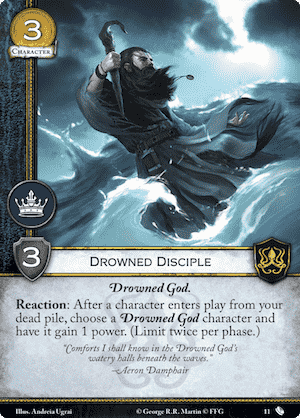 3
CHARACTER
3
DROWNED DISCIPLE
Drowned God.
Reaction: After a character enters play from your
dead pile, choose a Drowned God character and
have it gain 1 power. (Limit twice per phase.)
"Comforts I shall know in the Drowned God's
watery halls beneath the waves."
–Aeron Damphair
Illus. Andreia Ugrai
© George R.R. Martin © FFG
11